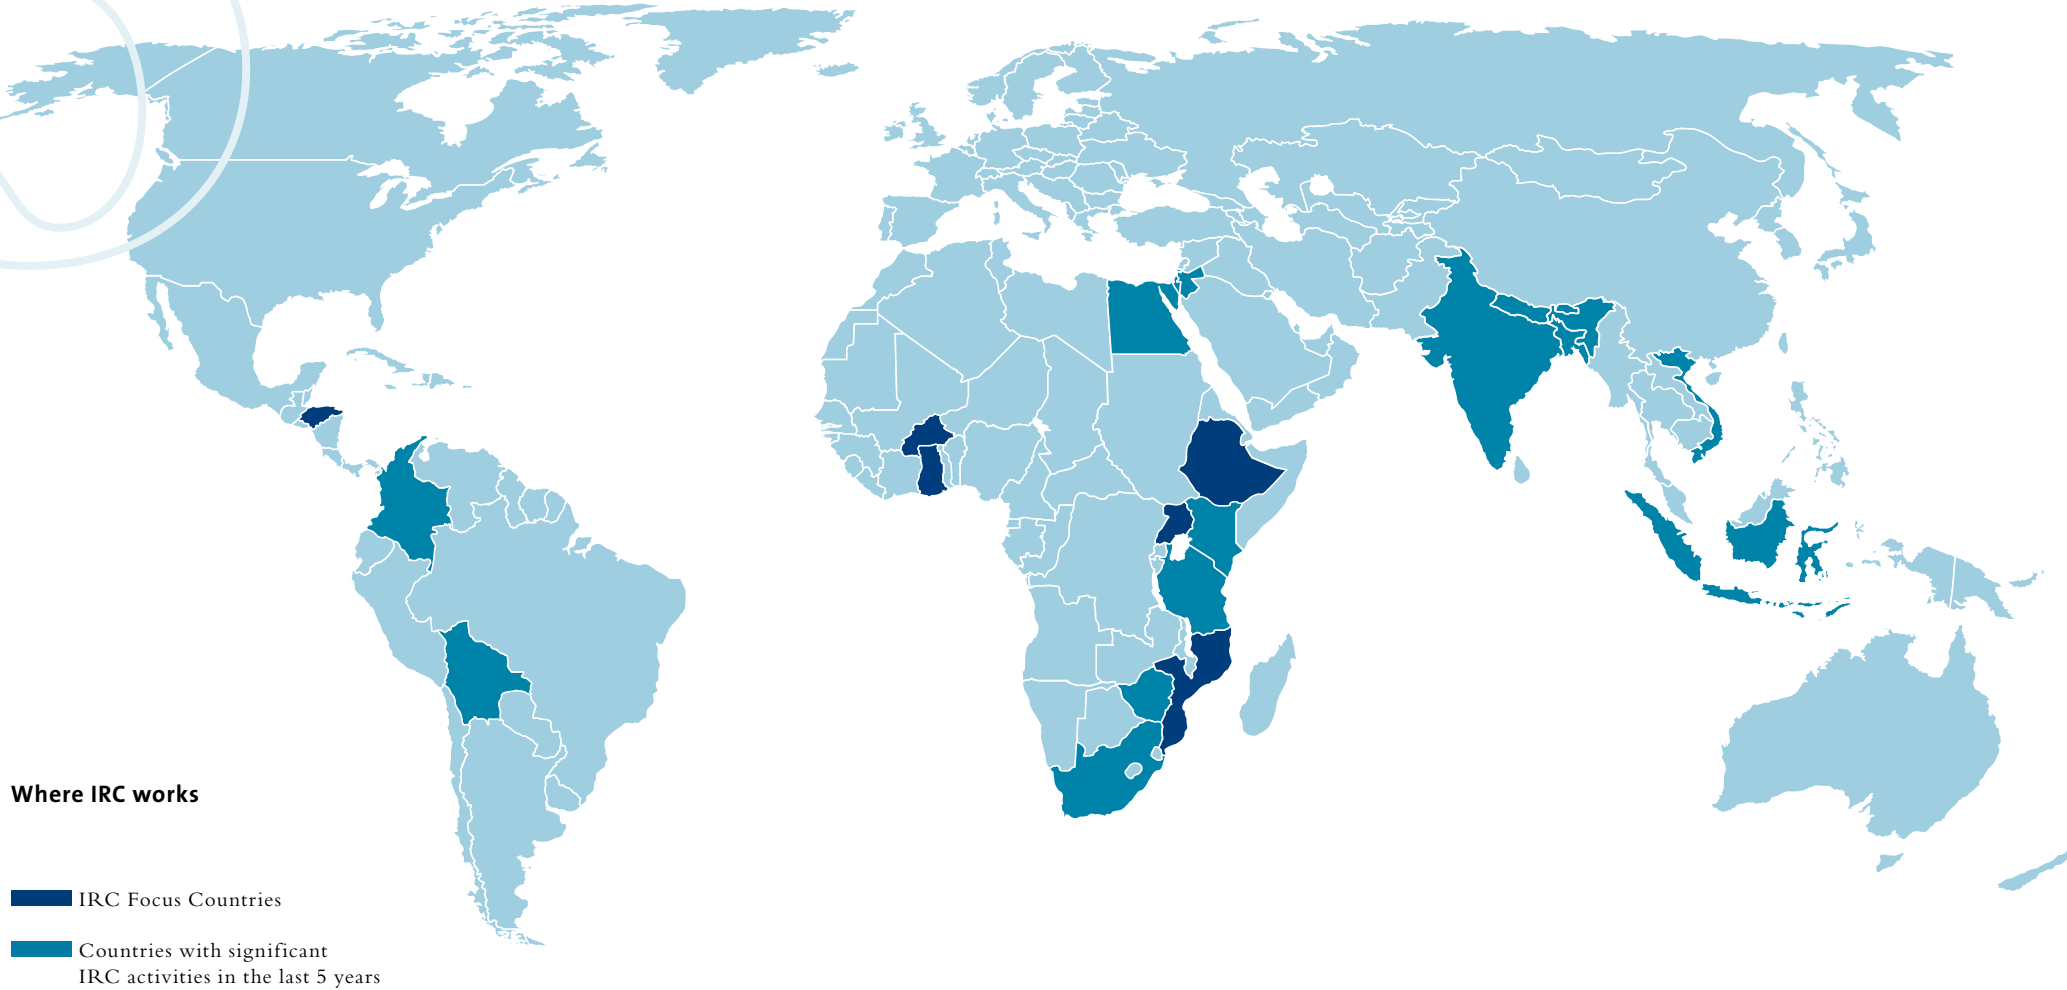 Where IRC works
IRC Focus Countries
Countries with significant
IRC activities in the last 5 years